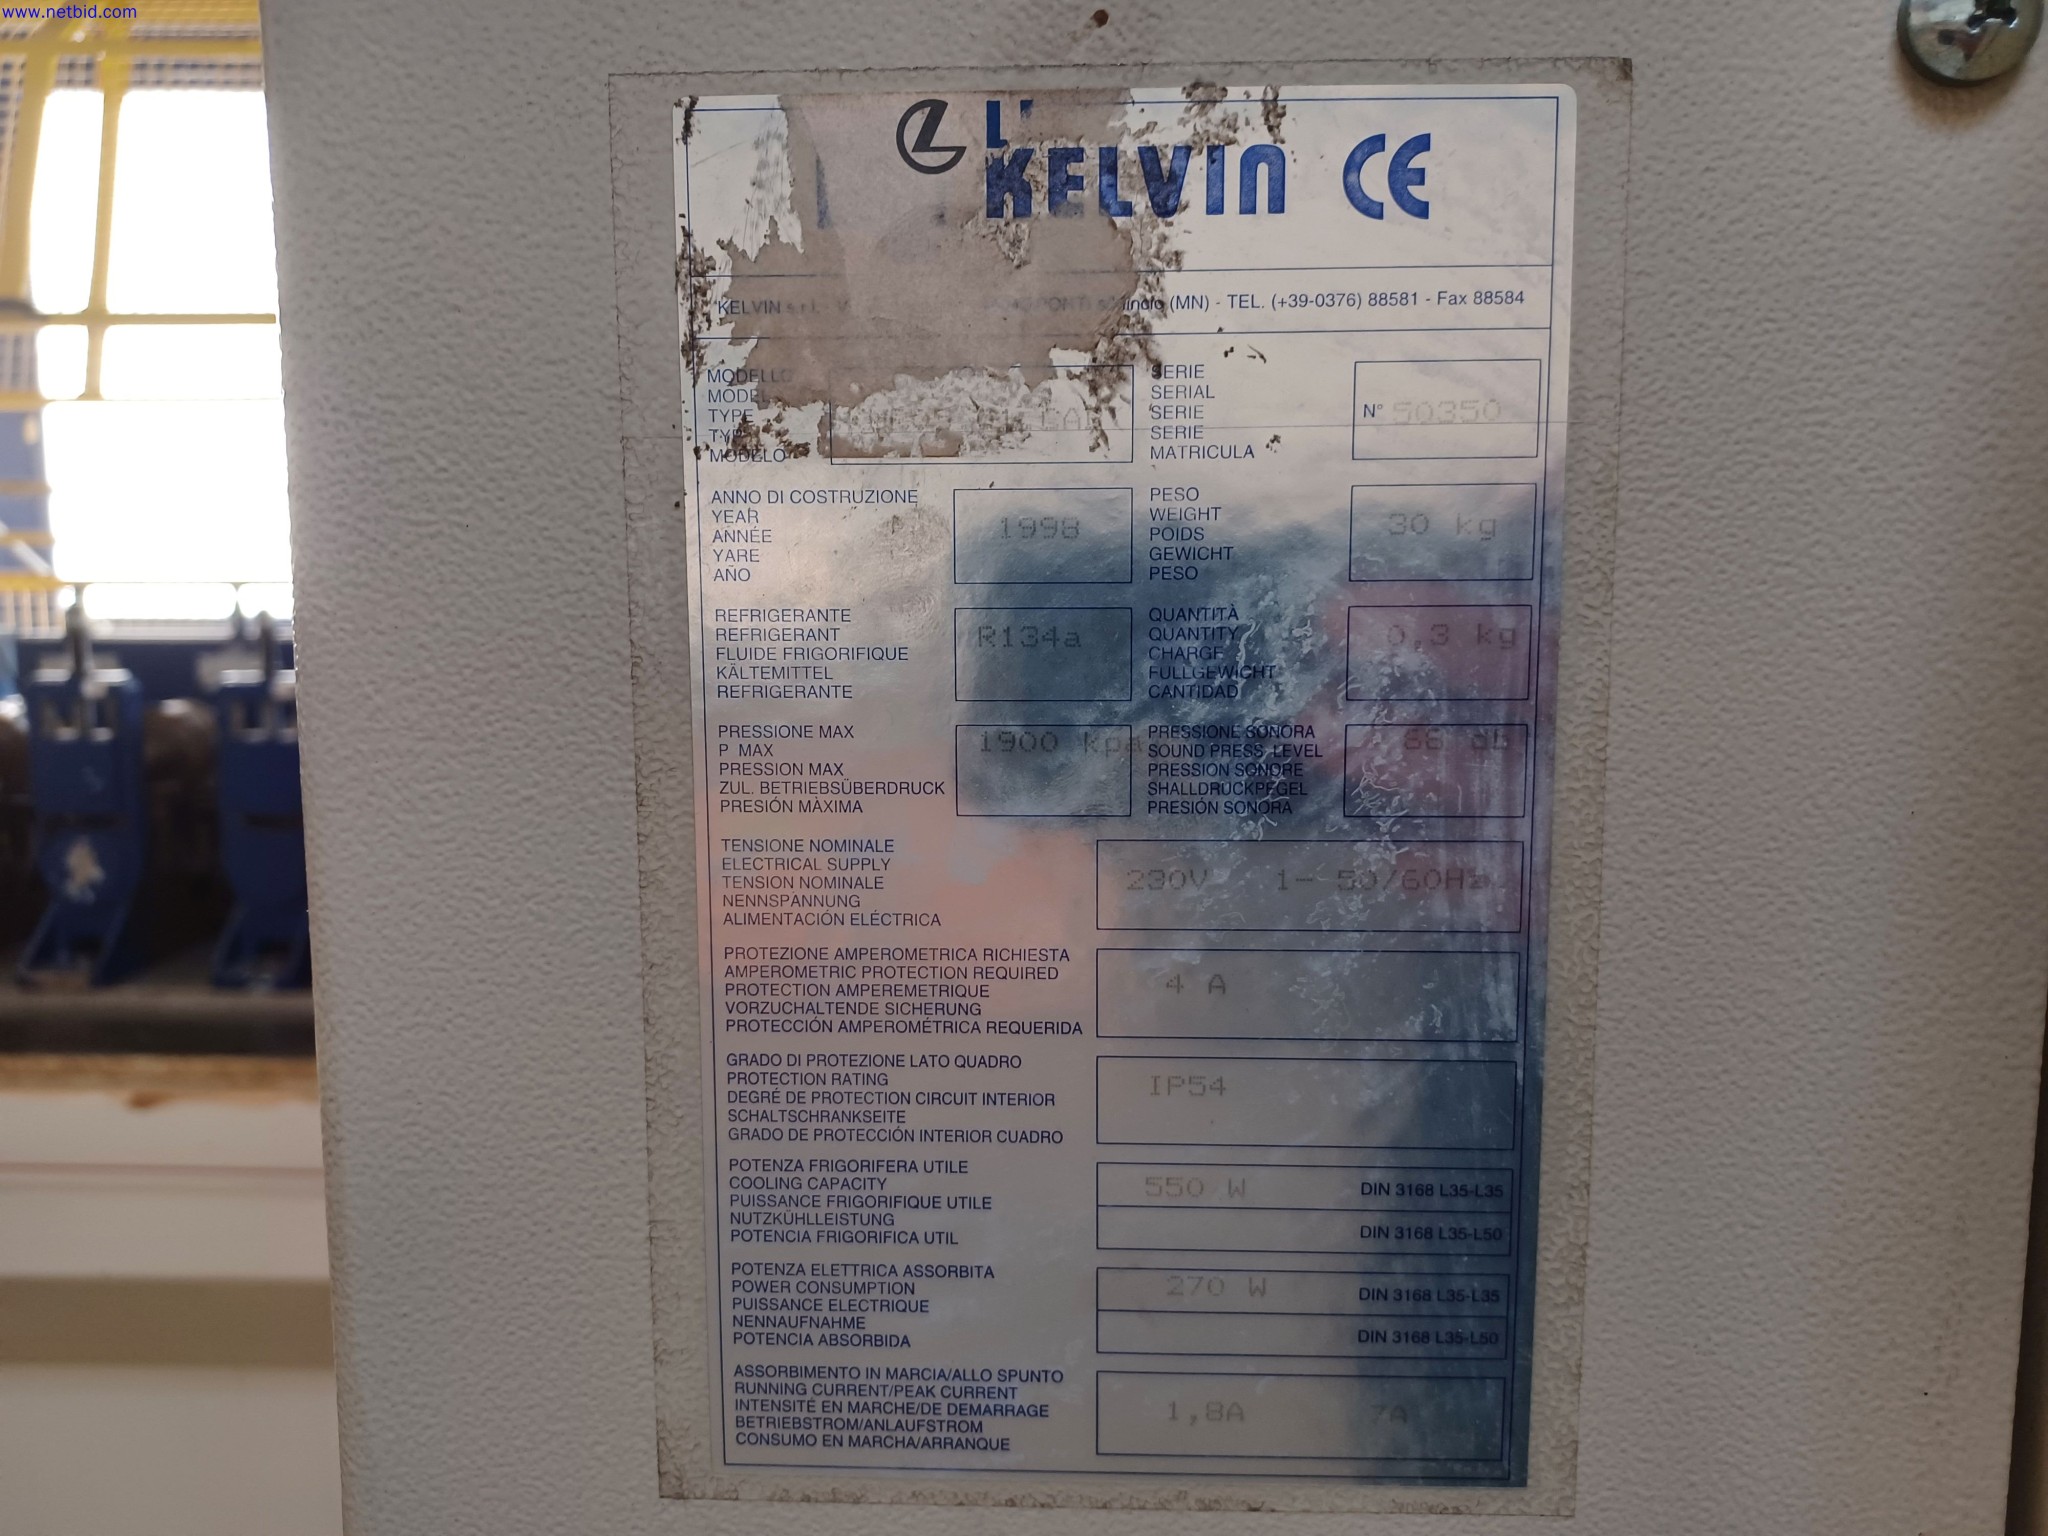 www.netbid.com
KELVIN CE
KELVIN s.r.l. (MN) - TEL. (+39-0376) 88581 - Fax 88584
MODELLO
MODEL
TYPE
MODELO
SERIE
SERIAL
SERIE
SERIE
MATRICULA
N° 50350
ANNO DI COSTRUZIONE
YEAR
ANNÉE
YARE
AÑO
1998
PESO
WEIGHT
POIDS
GEWICHT
PESO
30 kg
REFRIGERANTE
REFRIGERANT
FLUIDE FRIGORIFIQUE
KÄLTEMITTEL
REFRIGERANTE
R134a
QUANTITÀ
QUANTITY
CHARGE
FULLGEWICHT
CANTIDAD
0,3 kg
PRESSIONE MAX
P MAX
PRESSION MAX
ZUL. BETRIEBSÜBERDRUCK
PRESIÓN MÀXIMA
1900 kpa
PRESSIONE SONORA
SOUND PRESS. LEVEL
PRESSION SONORE
SHALLDRÜCKPEGEL
PRESIÓN SONORA
TENSIONE NOMINALE
ELECTRICAL SUPPLY
TENSION NOMINALE
NENNSPANNUNG
ALIMENTACIÓN ELÉCTRICA
230V 1~ 50/60Hz
PROTEZIONE AMPEROMETRICA RICHIESTA
AMPEROMETRIC PROTECTION REQUIRED
PROTECTION AMPEREMETRIQUE
VORZUCHALTENDE SICHERUNG
PROTECCIÓN AMPEROMÉTRICA REQUERIDA
4 A
GRADO DI PROTEZIONE LATO QUADRO
PROTECTION RATING
DEGRÉ DE PROTECTION CIRCUIT INTERIOR
SCHALTSCHRANKSEITE
GRADO DE PROTECCIÓN INTERIOR CUADRO
IP54
POTENZA FRIGORIFERA UTILE
COOLING CAPACITY
PUISSANCE FRIGORIFIQUE UTILE
NUTZKÜHLLEISTUNG
POTENCIA FRIGORIFICA UTIL
550 W DIN 3168 L35-L35
DIN 3168 L35-L50
POTENZA ELETTRICA ASSORBITA
POWER CONSUMPTION
PUISSANCE ELECTRIQUE
NENNAUFNAHME
POTENCIA ABSORBIDA
270 W DIN 3168 L35-L35
DIN 3168 L35-L50
ASSORBIMENTO IN MARCIA/ALLO SPUNTO
RUNNING CURRENT/PEAK CURRENT
INTENSITÉ EN MARCHE/DE DEMARRAGE
BETRIEBSTROM/ANLAUFSTROM
CONSUMO EN MARCHA/ARRANQUE
1,8A 7A